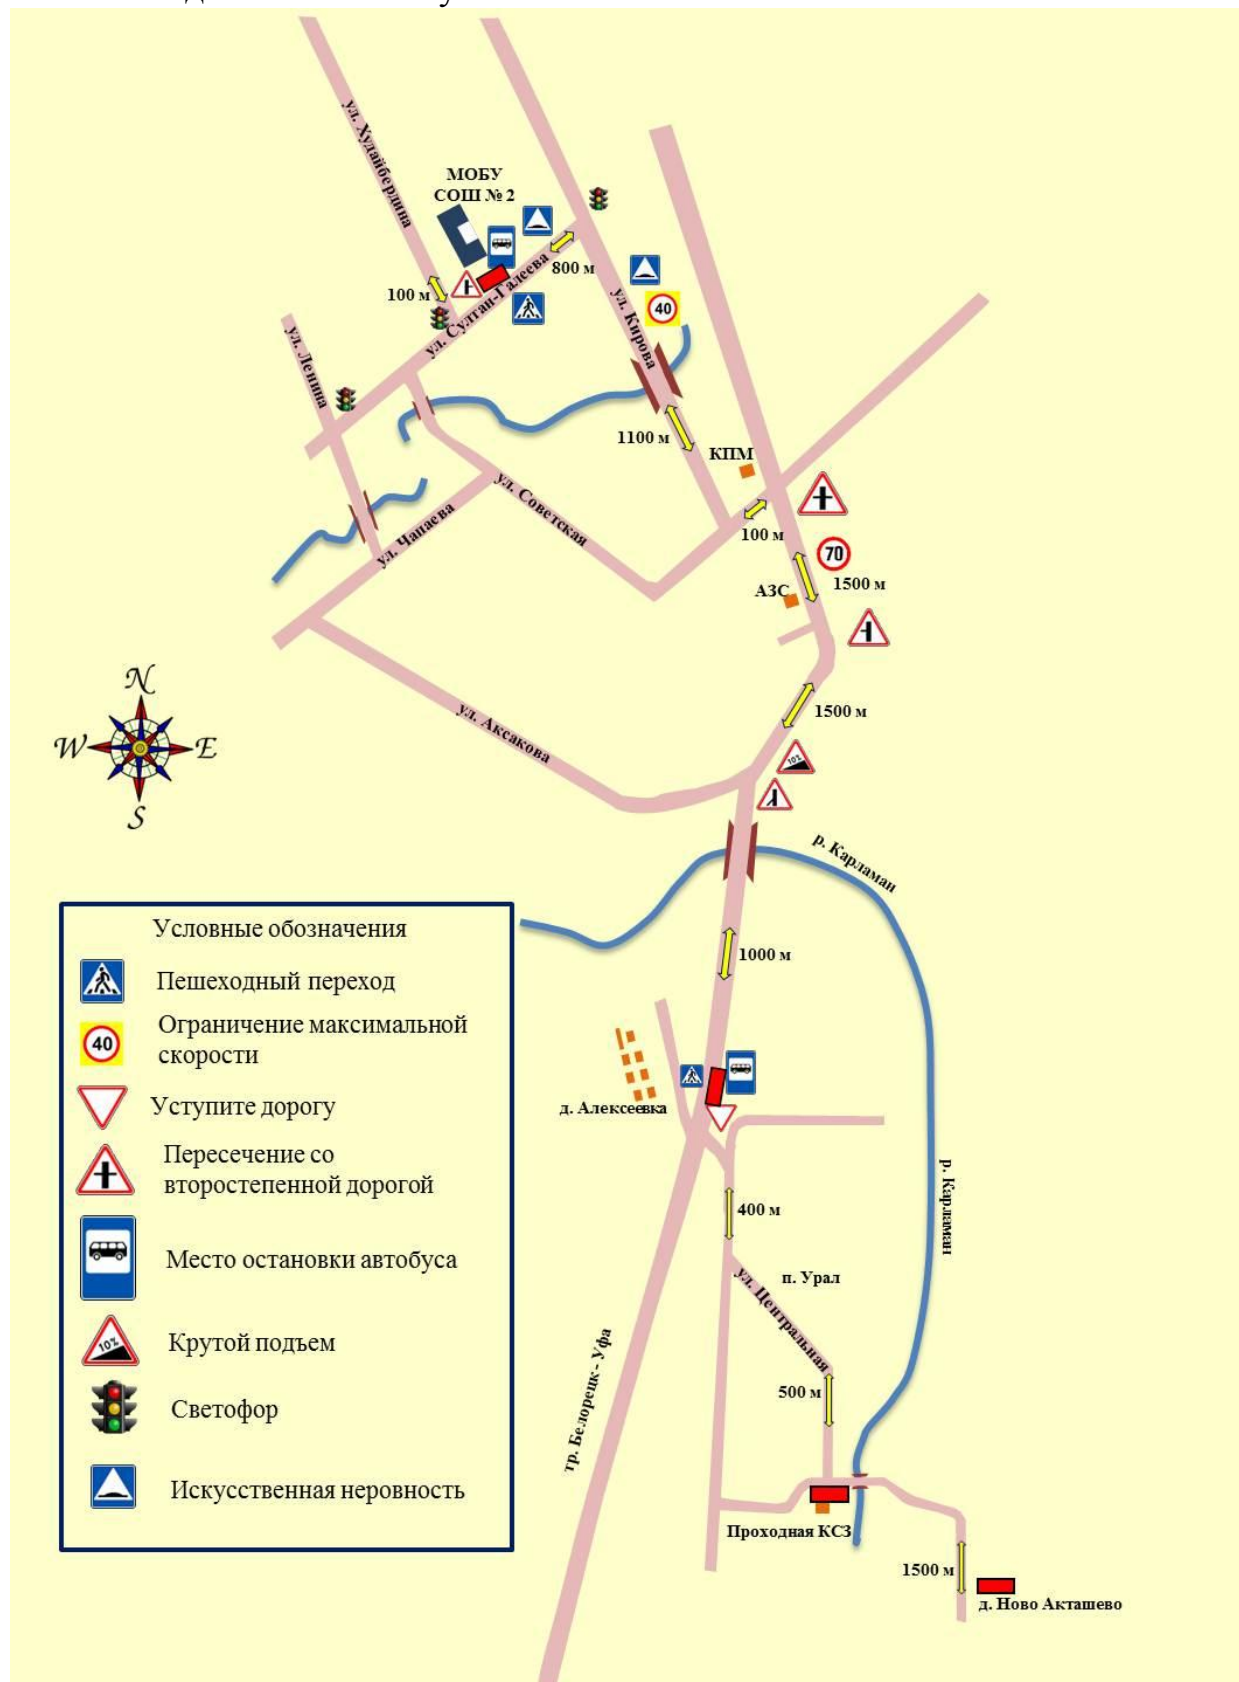 ул. Худайбердина
МОБУ
СОШ № 2
800 м
100 м
ул. Султан-Галеева
ул. Кирова
40
ул. Ленина
1100 м
КПМ
ул. Советская
ул. Чапаева
100 м
70
1500 м
АЗС
N
W
E
S
ул. Аксакова
1500 м
10%
р. Карламан
1000 м
д. Алексеевка
р. Карламан
400 м
п. Урал
ул. Центральная
тр. Белорецк - Уфа
500 м
Проходная КСЗ
1500 м
д. Ново Акташево
Условные обозначения
Пешеходный переход
40
Ограничение максимальной
скорости
Уступите дорогу
Пересечение со
второстепенной дорогой
Место остановки автобуса
10%
Крутой подъем
Светофор
Искусственная неровность